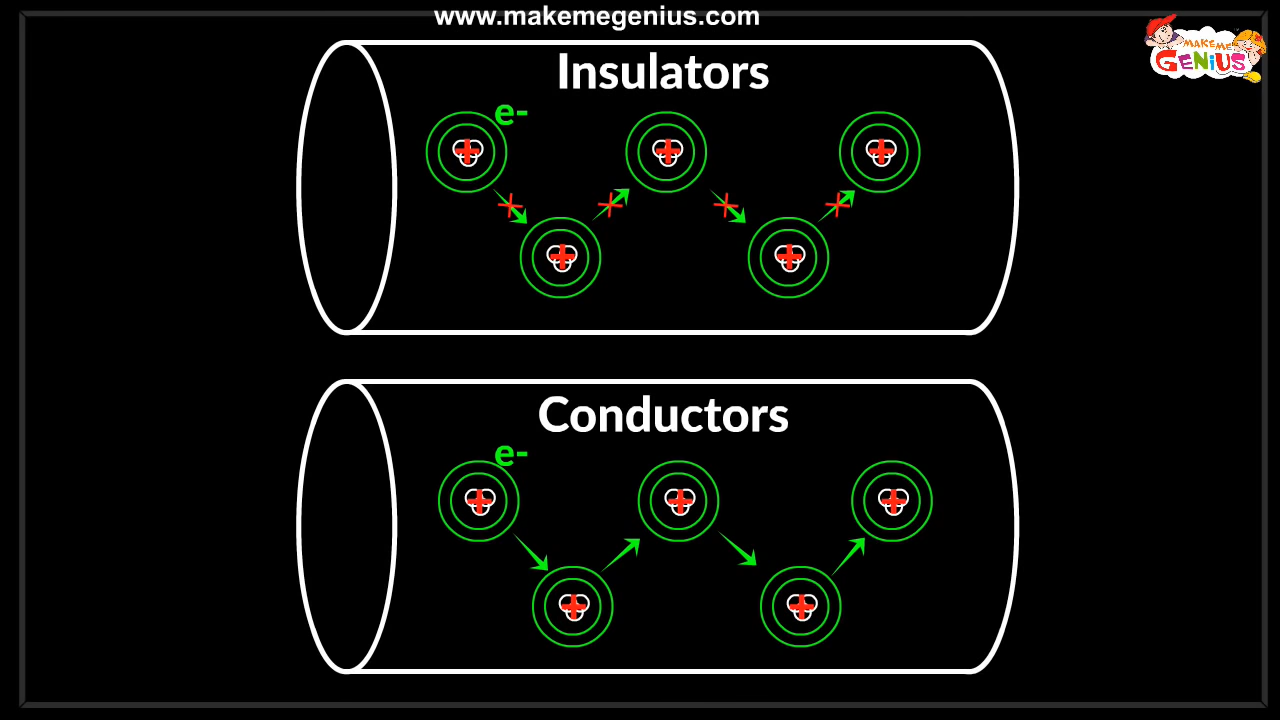 www.makemegenius.com
MAKE ME
GENIUS
Insulators
e-
Conductors
e-